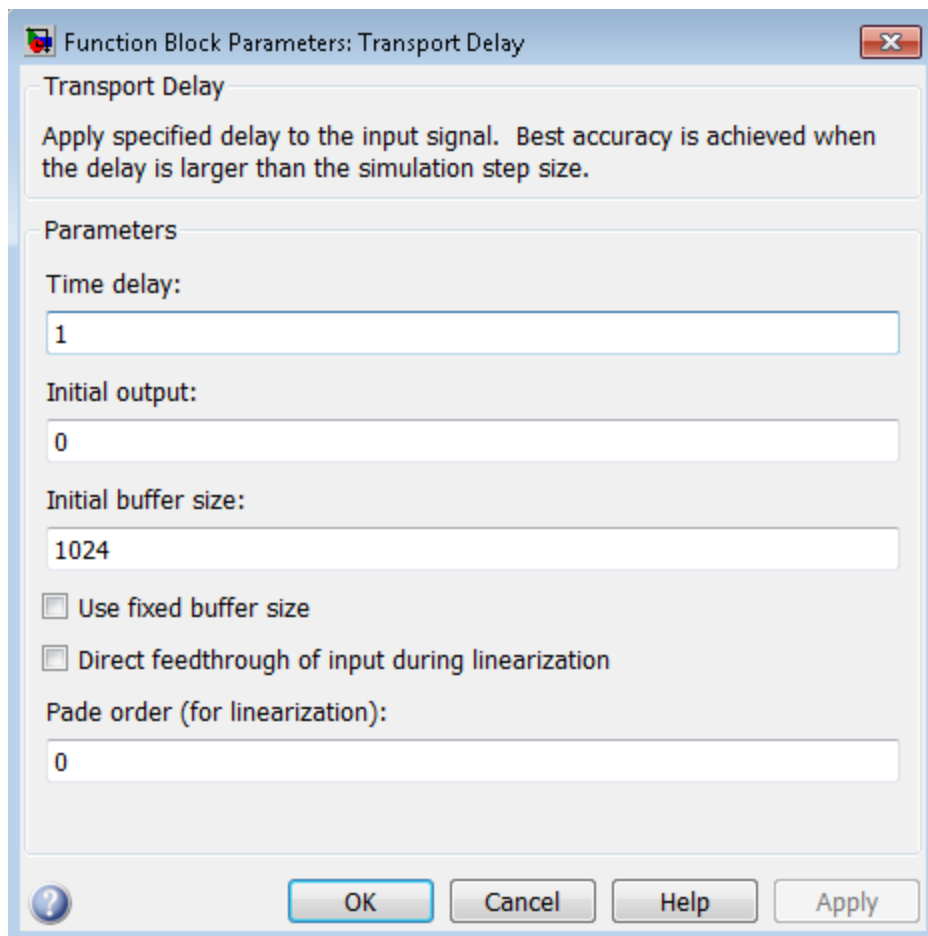 Function Block Parameters: Transport Delay
Transport Delay
Apply specified delay to the input signal.  Best accuracy is achieved when
the delay is larger than the simulation step size.
Parameters
Time delay:
1
Initial output:
0
Initial buffer size:
1024
Use fixed buffer size
Direct feedthrough of input during linearization
Pade order (for linearization):
0
?
OK
Cancel
Help
Apply